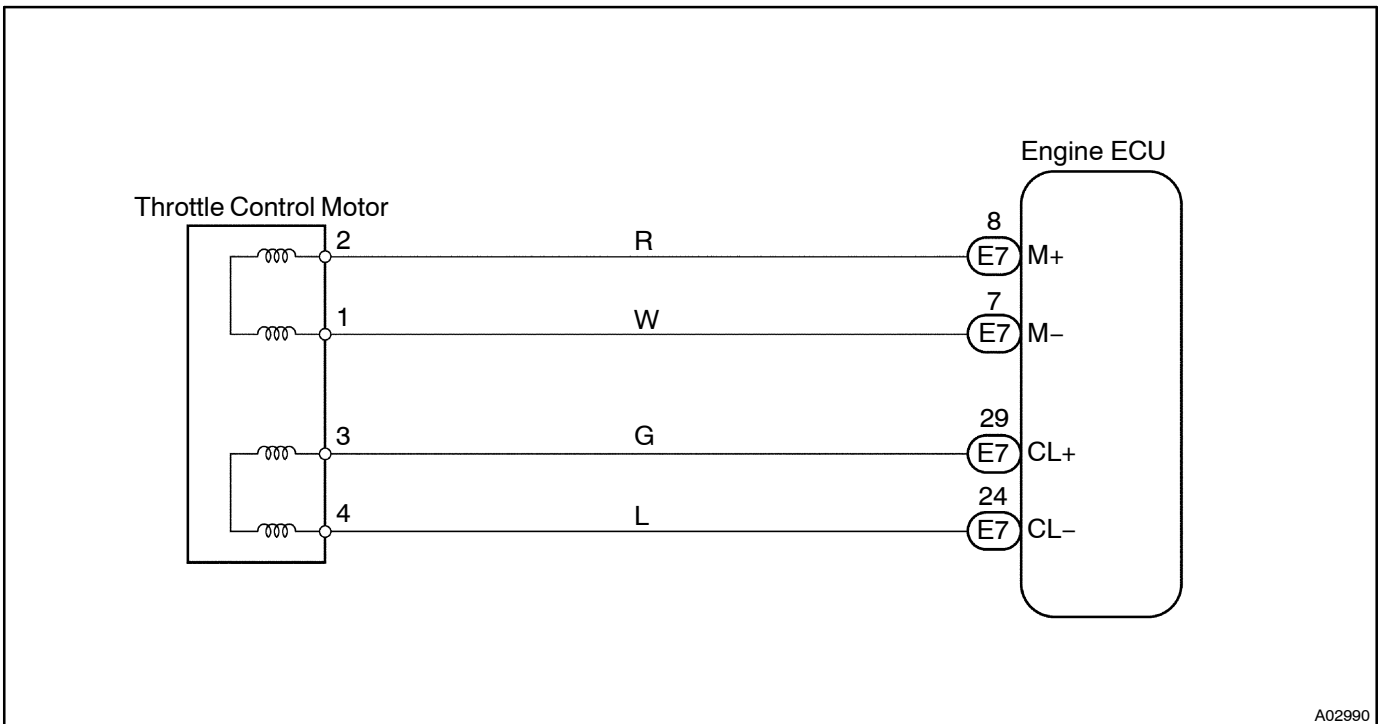 Engine ECU
Throttle Control Motor
2 R 8 E7 M+
1 W 7 E7 M−
3 G 29 E7 CL+
4 L 24 E7 CL−
A02990